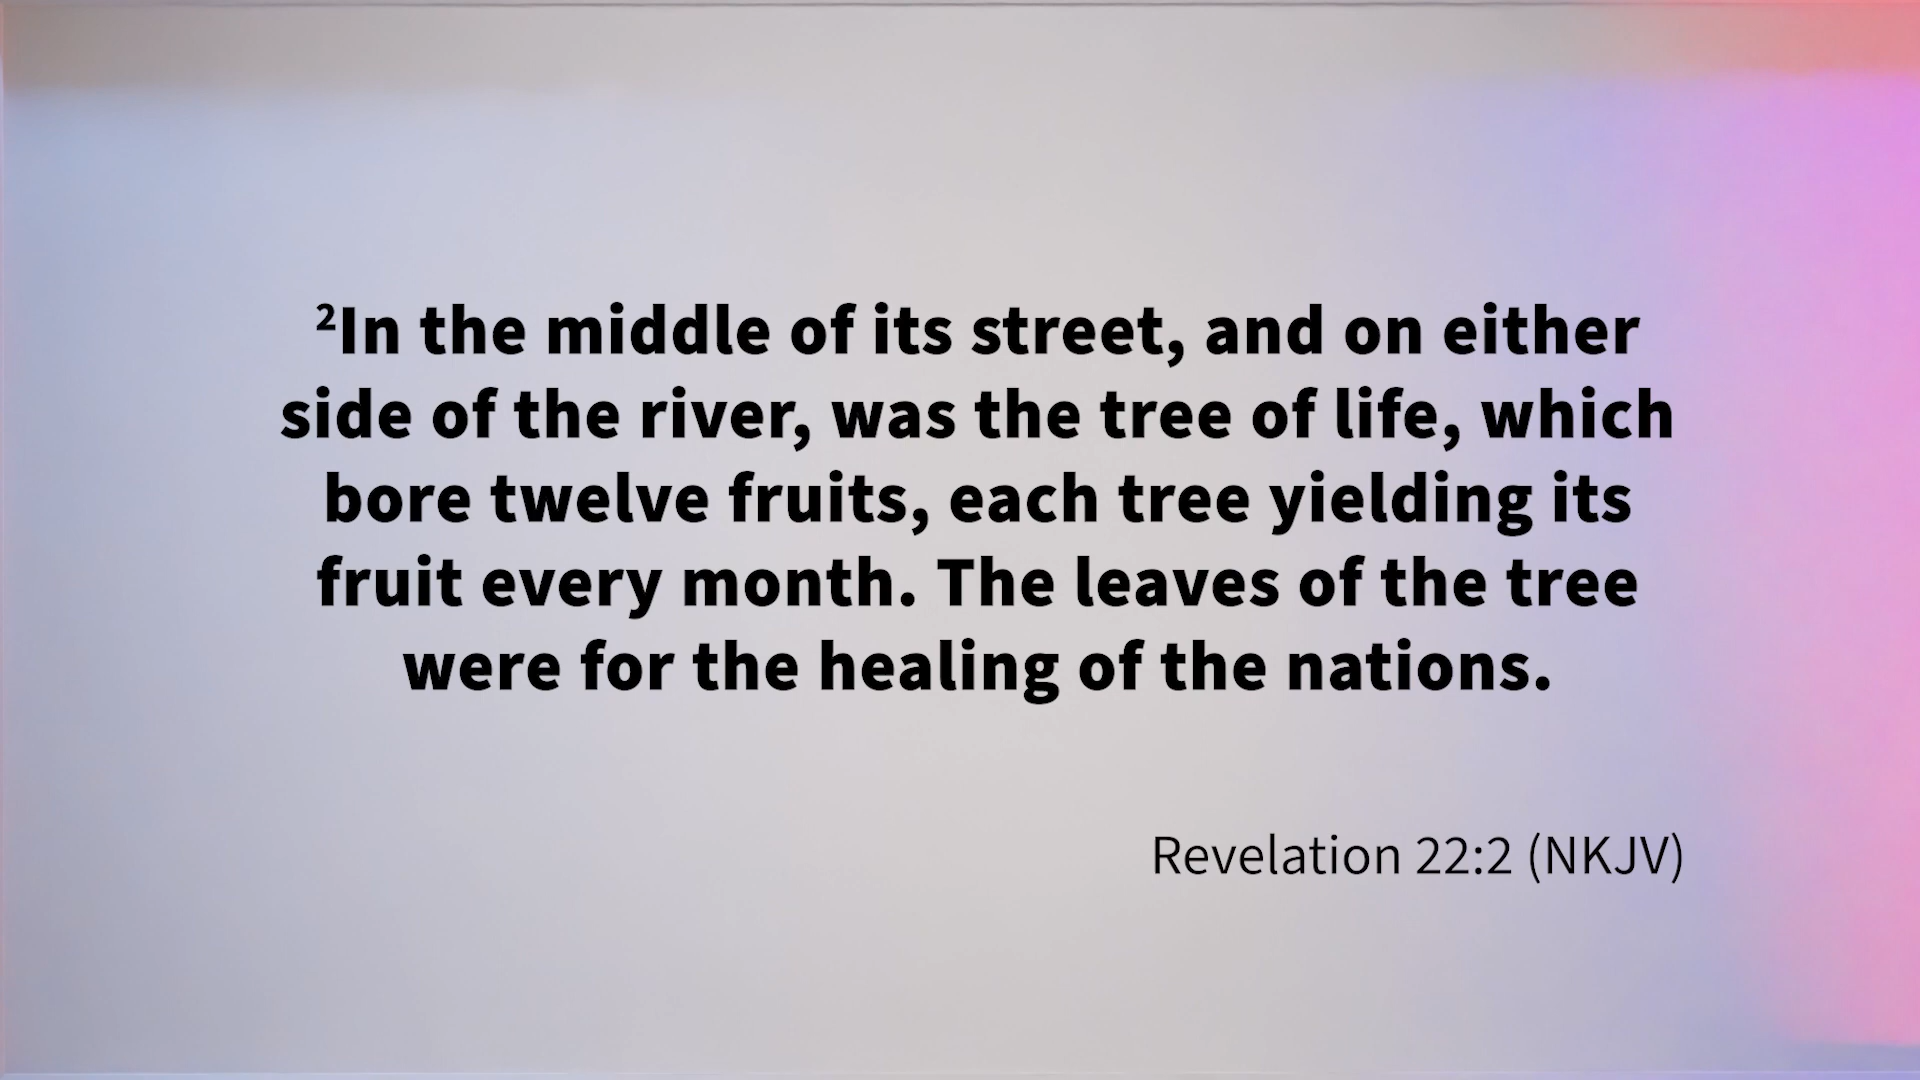 ²In the middle of its street, and on either
side of the river, was the tree of life, which
bore twelve fruits, each tree yielding its
fruit every month. The leaves of the tree
were for the healing of the nations.
Revelation 22:2 (NKJV)